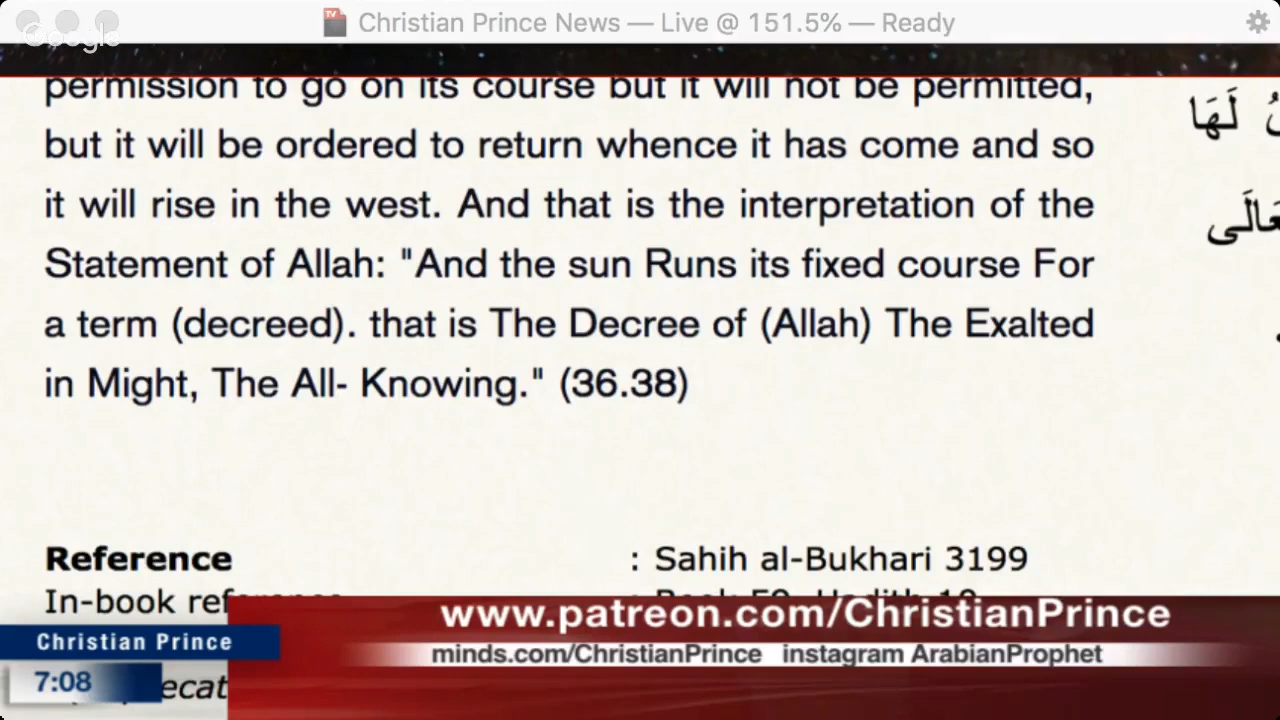 Christian Prince News — Live @ 151.5% — Ready
Google
permission to go on its course but it will not be permitted,
but it will be ordered to return whence it has come and so
it will rise in the west. And that is the interpretation of the
Statement of Allah: "And the sun Runs its fixed course For
a term (decreed). that is The Decree of (Allah) The Exalted
in Might, The All- Knowing." (36.38)
لَهَا
Reference : Sahih al-Bukhari 3199
In-book reference
www.patreon.com/ChristianPrince
Christian Prince
minds.com/ChristianPrince instagram ArabianProphet
7:08